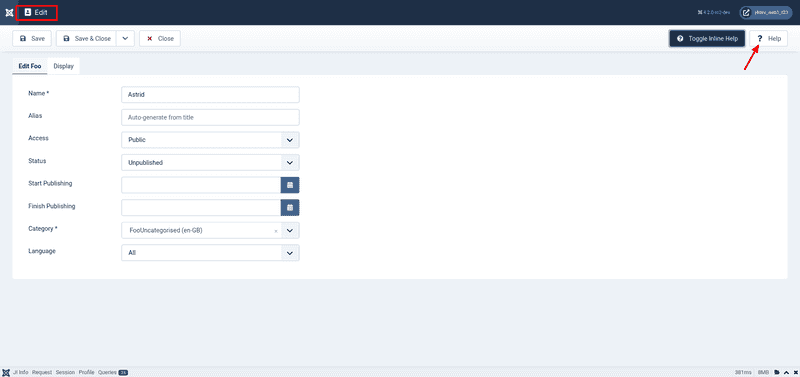 Edit
4.2.0-rc2-dev
Save
Save & Close
Close
Toggle Inline Help
? Help
Edit Foo
Display
Name *
Astrid
Alias
Auto-generate from title
Access
Public
Status
Unpublished
Start Publishing
Finish Publishing
Category *
FooUncategorised (en-GB)
Language
All
J! Info Request Session Profile Queries 24
381ms 8MB